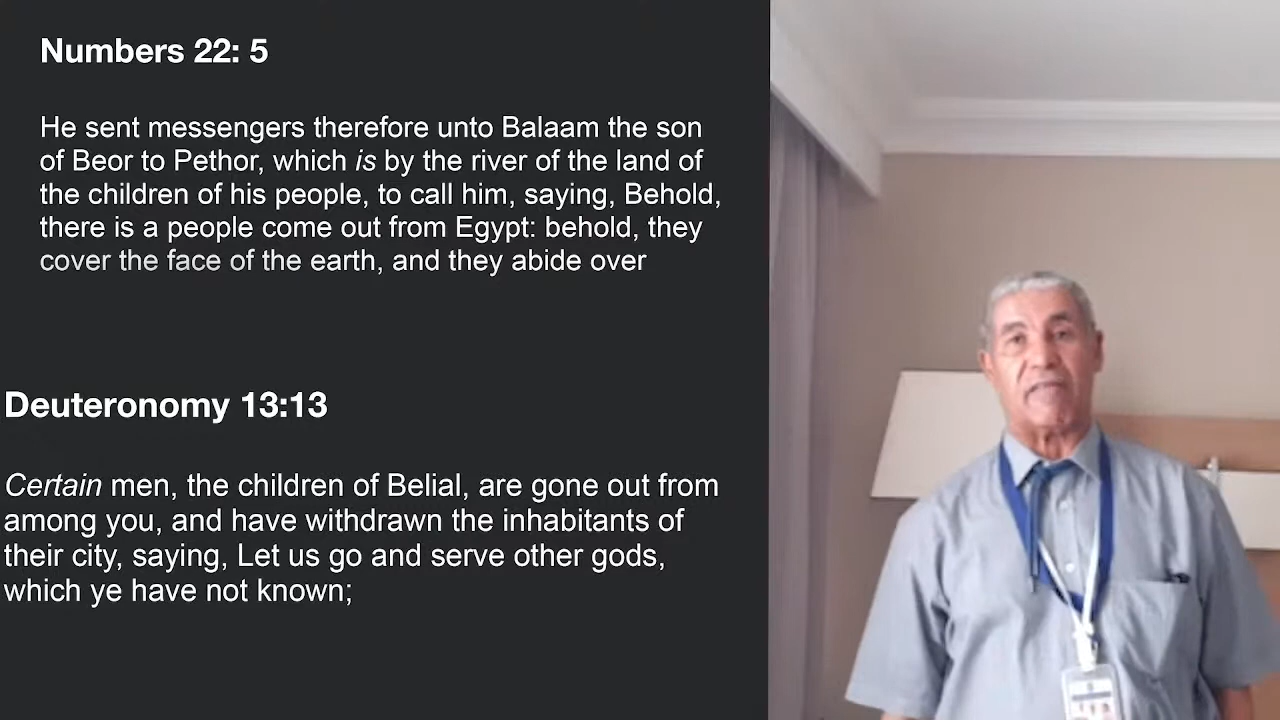 Numbers 22: 5
He sent messengers therefore unto Balaam the son
of Beor to Pethor, which is by the river of the land of
the children of his people, to call him, saying, Behold,
there is a people come out from Egypt: behold, they
cover the face of the earth, and they abide over
Deuteronomy 13:13
Certain men, the children of Belial, are gone out from
among you, and have withdrawn the inhabitants of
their city, saying, Let us go and serve other gods,
which ye have not known;